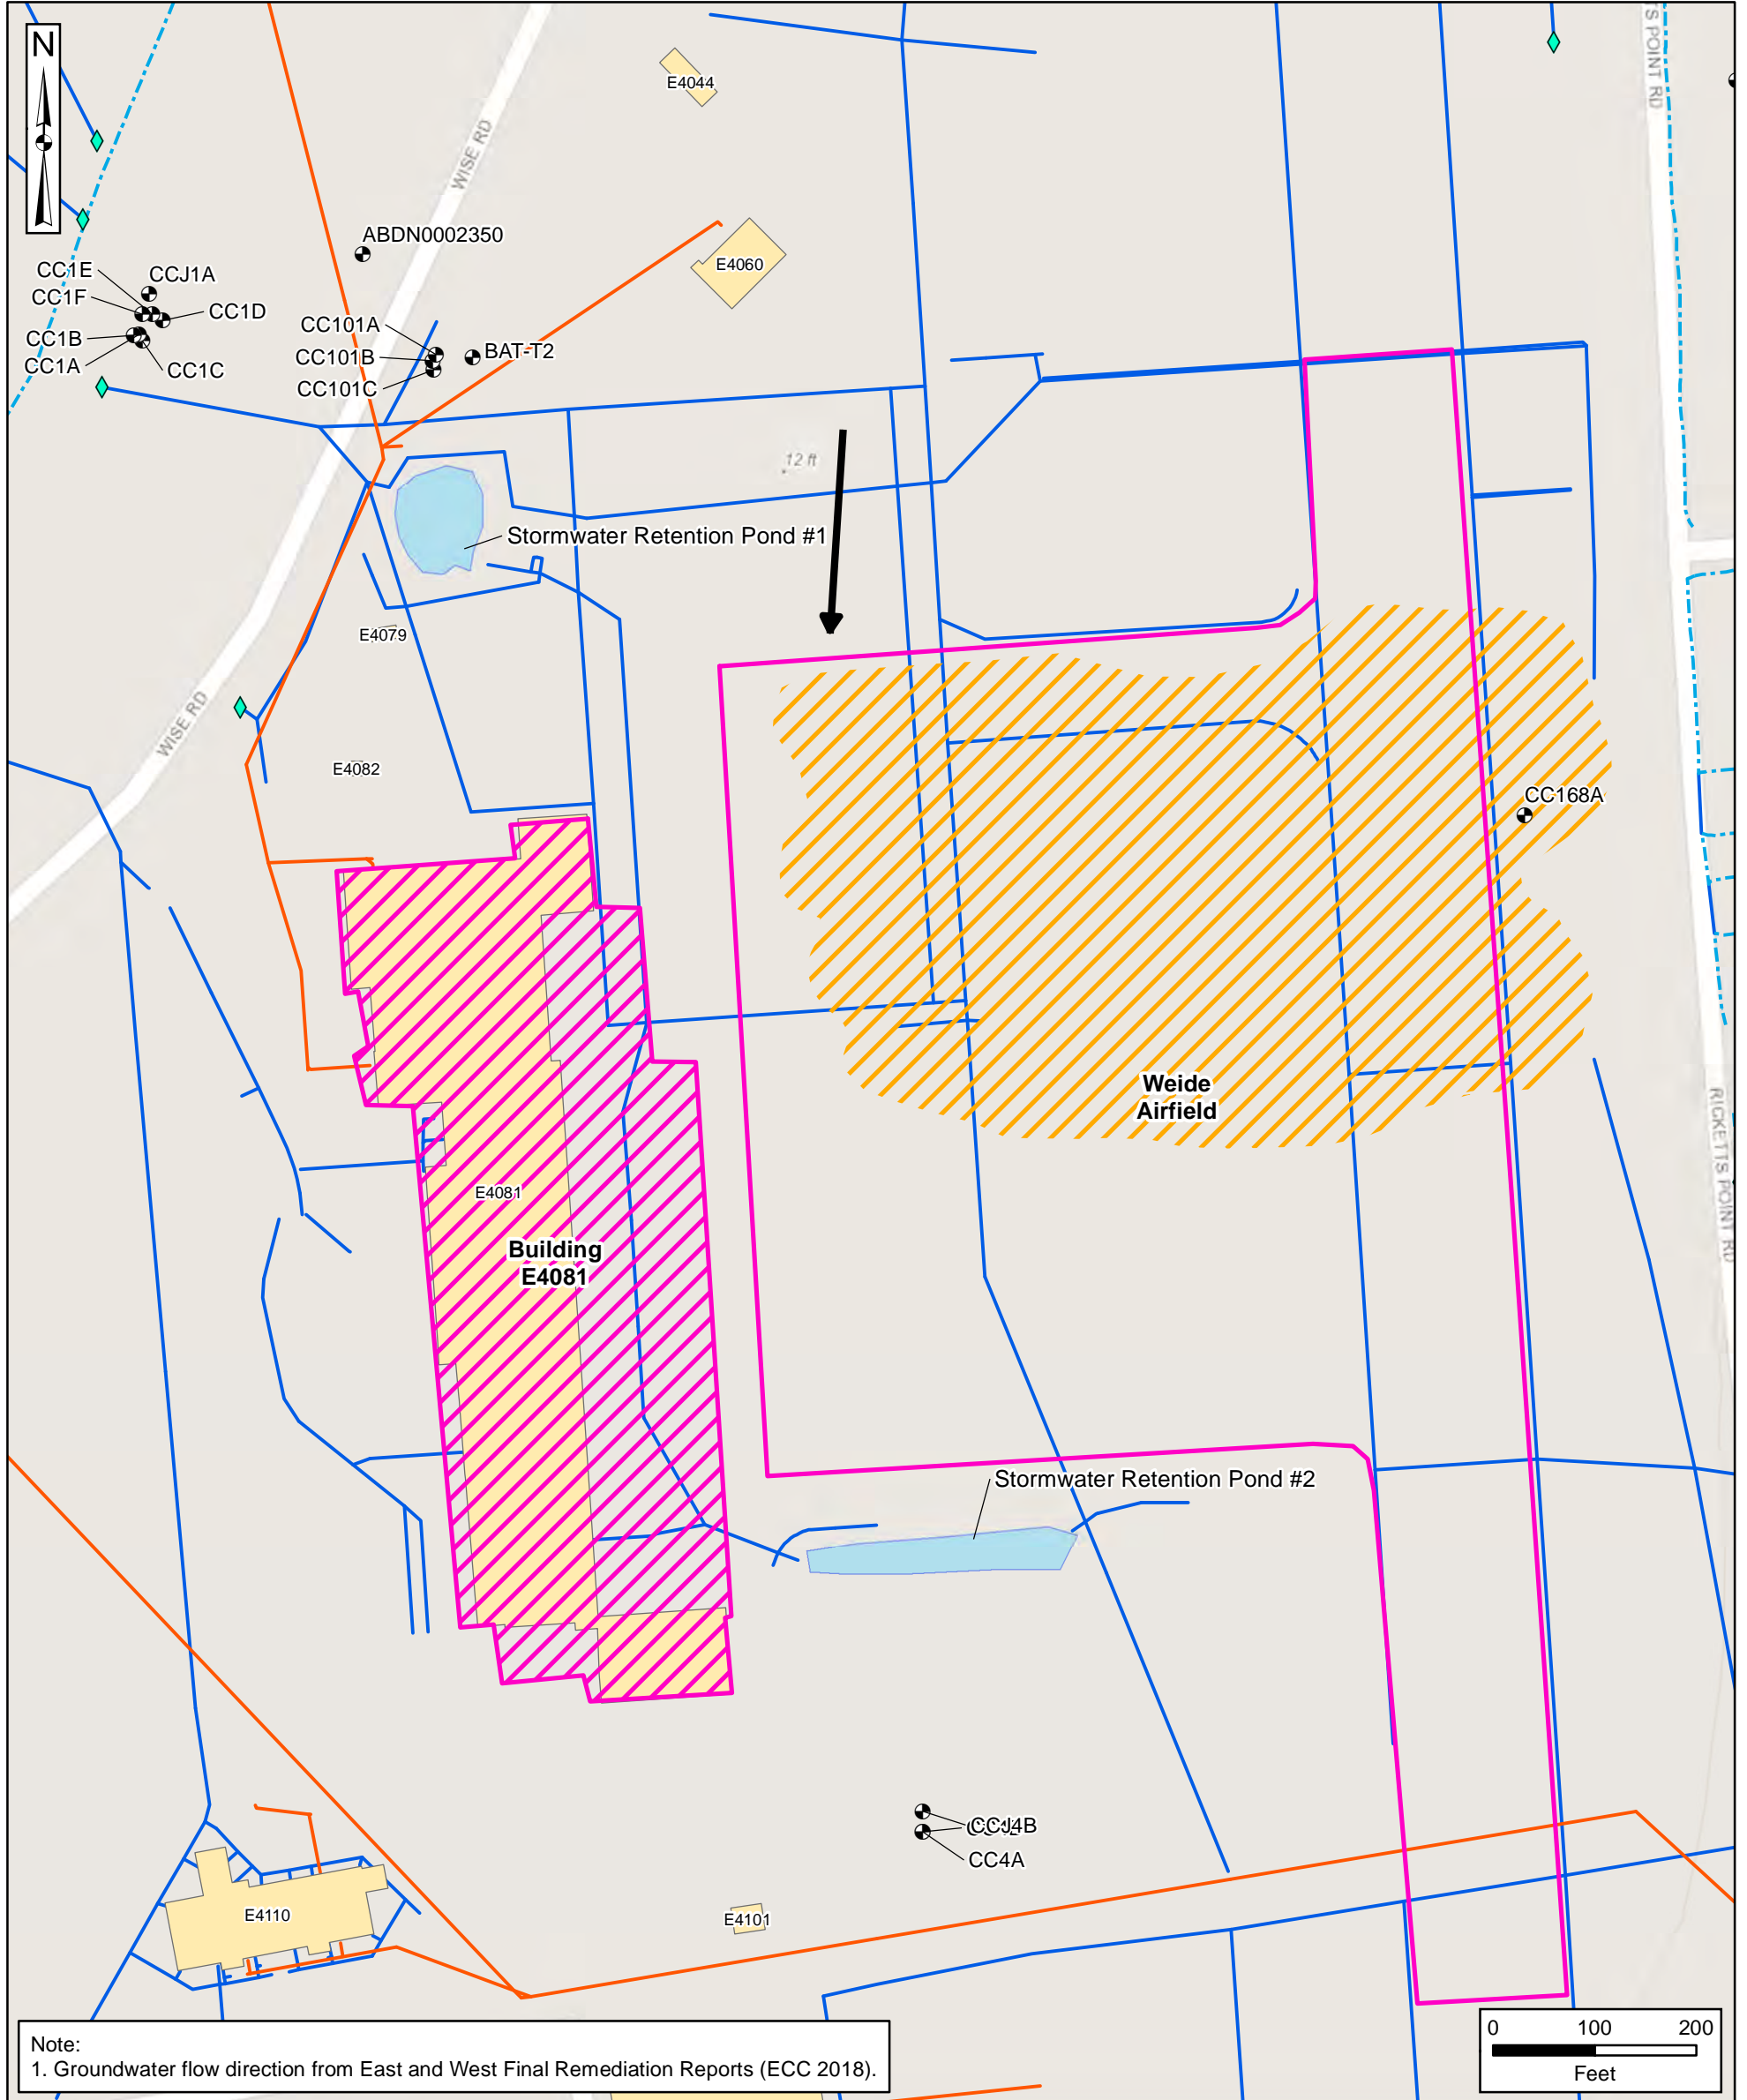 N
TS POINT RD
E4044
WISE RD
ABDN0002350
CC1E
CCJ1A
CC1F
CC1D
CC1B
CC1A
CC1C
E4060
CC101A
CC101B
CC101C
BAT-T2
12 ft
Stormwater Retention Pond #1
E4079
WISE RD
E4082
CC168A
Weide
Airfield
RICKETTS POINT RD
E4081
Building
E4081
Stormwater Retention Pond #2
CCJ4B
CC4A
E4110
E4101
Note:
1. Groundwater flow direction from East and West Final Remediation Reports (ECC 2018).
0 100 200
Feet